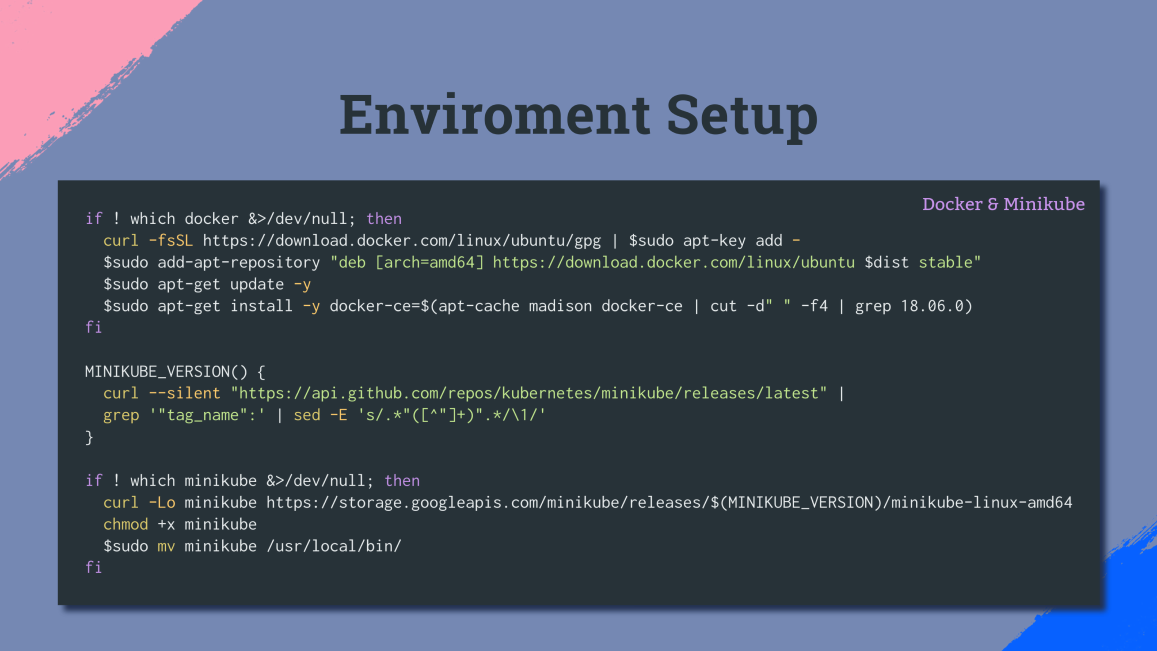 Enviroment Setup
Docker & Minikube
if ! which docker &>/dev/null; then
  curl -fsSL https://download.docker.com/linux/ubuntu/gpg | $sudo apt-key add -
  $sudo add-apt-repository "deb [arch=amd64] https://download.docker.com/linux/ubuntu $dist stable"
  $sudo apt-get update -y
  $sudo apt-get install -y docker-ce=$(apt-cache madison docker-ce | cut -d" " -f4 | grep 18.06.0)
fi

MINIKUBE_VERSION() {
  curl --silent "https://api.github.com/repos/kubernetes/minikube/releases/latest" |
  grep '"tag_name":' | sed -E 's/.*"([^"]+)".*/\1/'
}

if ! which minikube &>/dev/null; then
  curl -Lo minikube https://storage.googleapis.com/minikube/releases/$(MINIKUBE_VERSION)/minikube-linux-amd64
  chmod +x minikube
  $sudo mv minikube /usr/local/bin/
fi